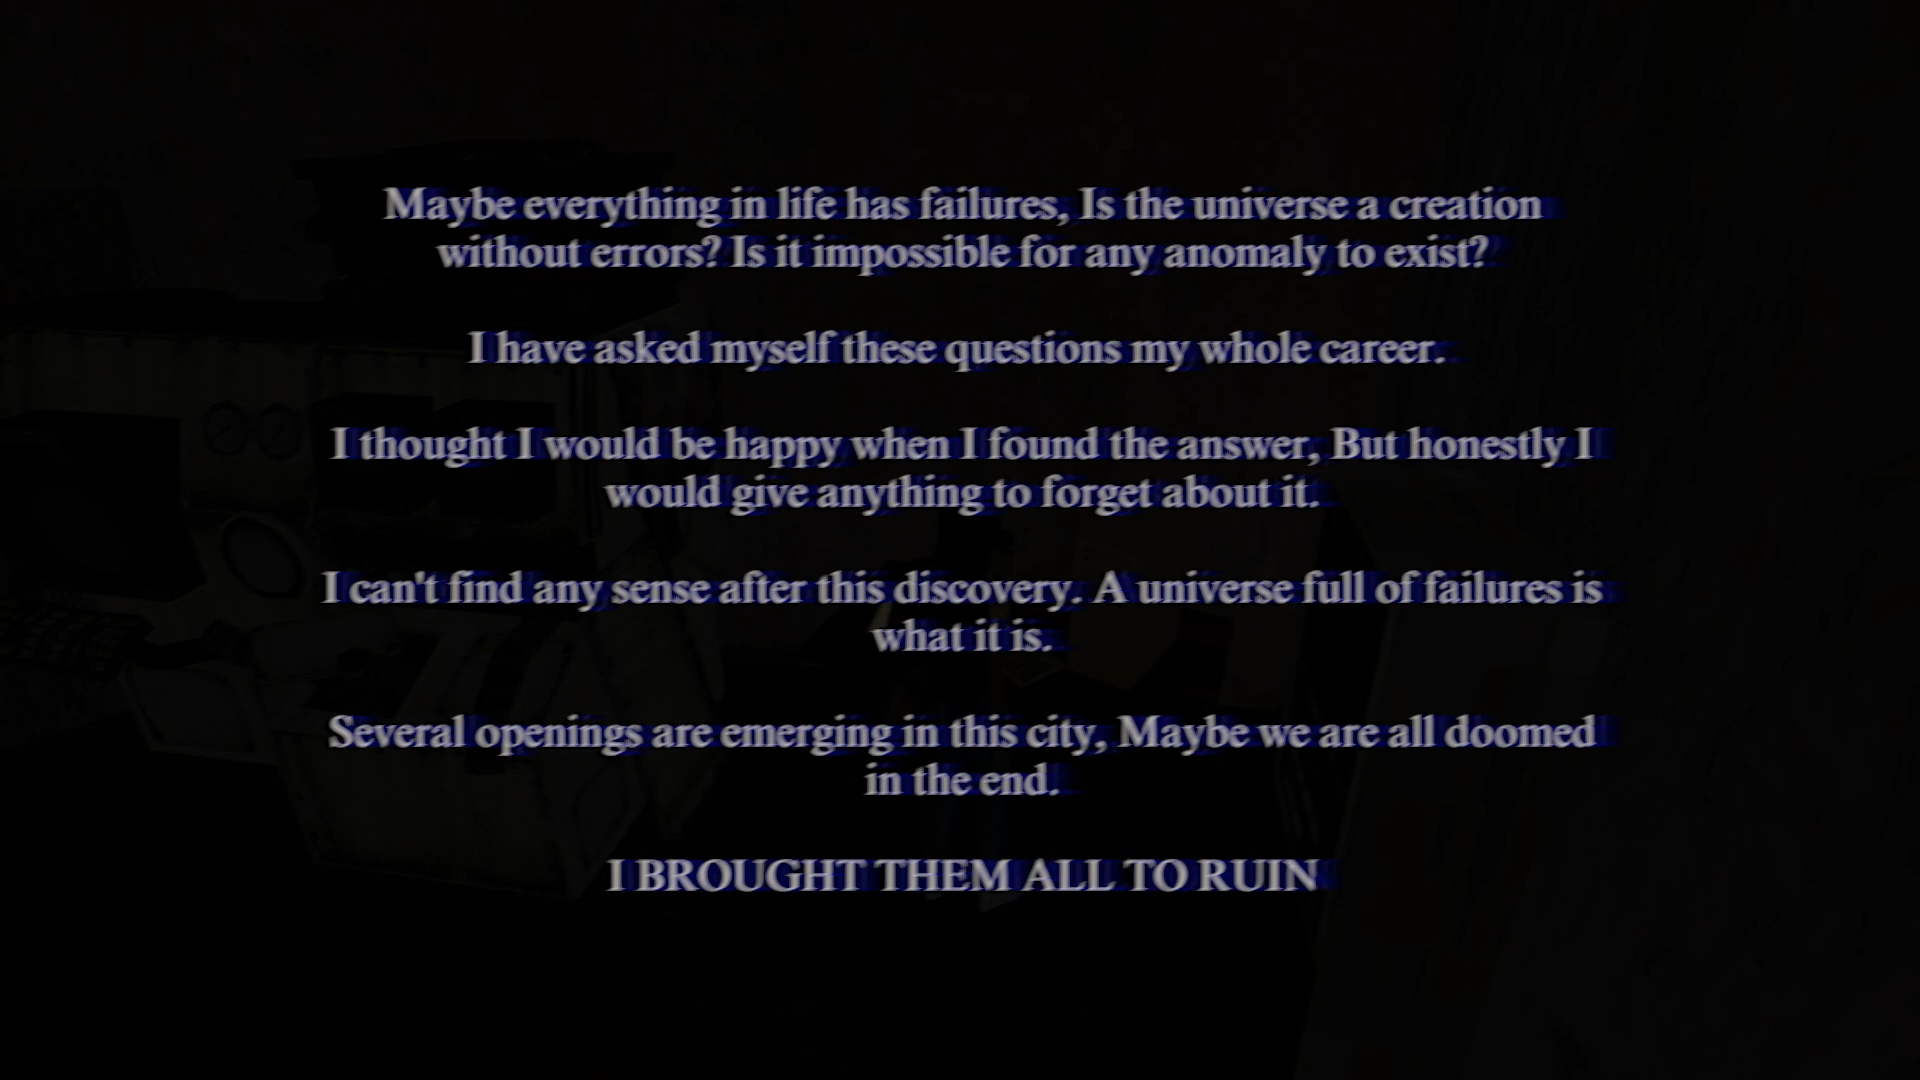 Maybe everything in life has failures, Is the universe a creation
without errors? Is it impossible for any anomaly to exist?
I have asked myself these questions my whole career.
I thought I would be happy when I found the answer, But honestly I
would give anything to forget about it.
I can't find any sense after this discovery. A universe full of failures is
what it is.
Several openings are emerging in this city, Maybe we are all doomed
in the end.
I BROUGHT THEM ALL TO RUIN